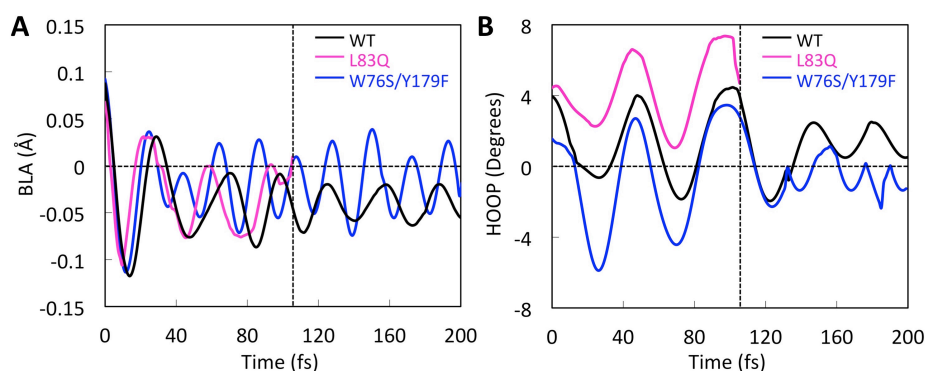 A
BLA (Å)
0.15
0.1
0.05
0
-0.05
-0.1
-0.15
WT
L83Q
W76S/Y179F
0 40 80 120 160 200
Time (fs)
B
HOOP (Degrees)
8
4
0
-4
-8
WT
L83Q
W76S/Y179F
0 40 80 120 160 200
Time (fs)